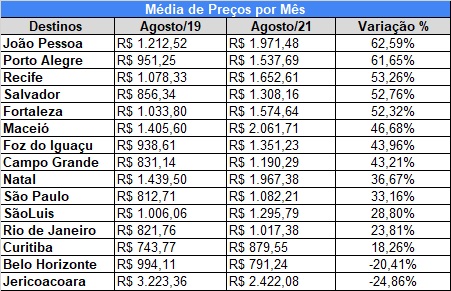 Média de Preços por Mês
Destinos Agosto/19 Agosto/21 Variação %
João Pessoa R$ 1.212,52 R$ 1.971,48 62,59%
Porto Alegre R$ 951,25 R$ 1.537,69 61,65%
Recife R$ 1.078,33 R$ 1.652,61 53,26%
Salvador R$ 856,34 R$ 1.308,16 52,76%
Fortaleza R$ 1.033,80 R$ 1.574,64 52,32%
Maceió R$ 1.405,60 R$ 2.061,71 46,68%
Foz do Iguaçu R$ 938,61 R$ 1.351,23 43,96%
Campo Grande R$ 831,14 R$ 1.190,29 43,21%
Natal R$ 1.439,50 R$ 1.967,38 36,67%
São Paulo R$ 812,71 R$ 1.082,21 33,16%
SãoLuis R$ 1.006,06 R$ 1.295,79 28,80%
Rio de Janeiro R$ 821,76 R$ 1.017,38 23,81%
Curitiba R$ 743,77 R$ 879,55 18,26%
Belo Horizonte R$ 994,11 R$ 791,24 -20,41%
Jericoacoara R$ 3.223,36 R$ 2.422,08 -24,86%